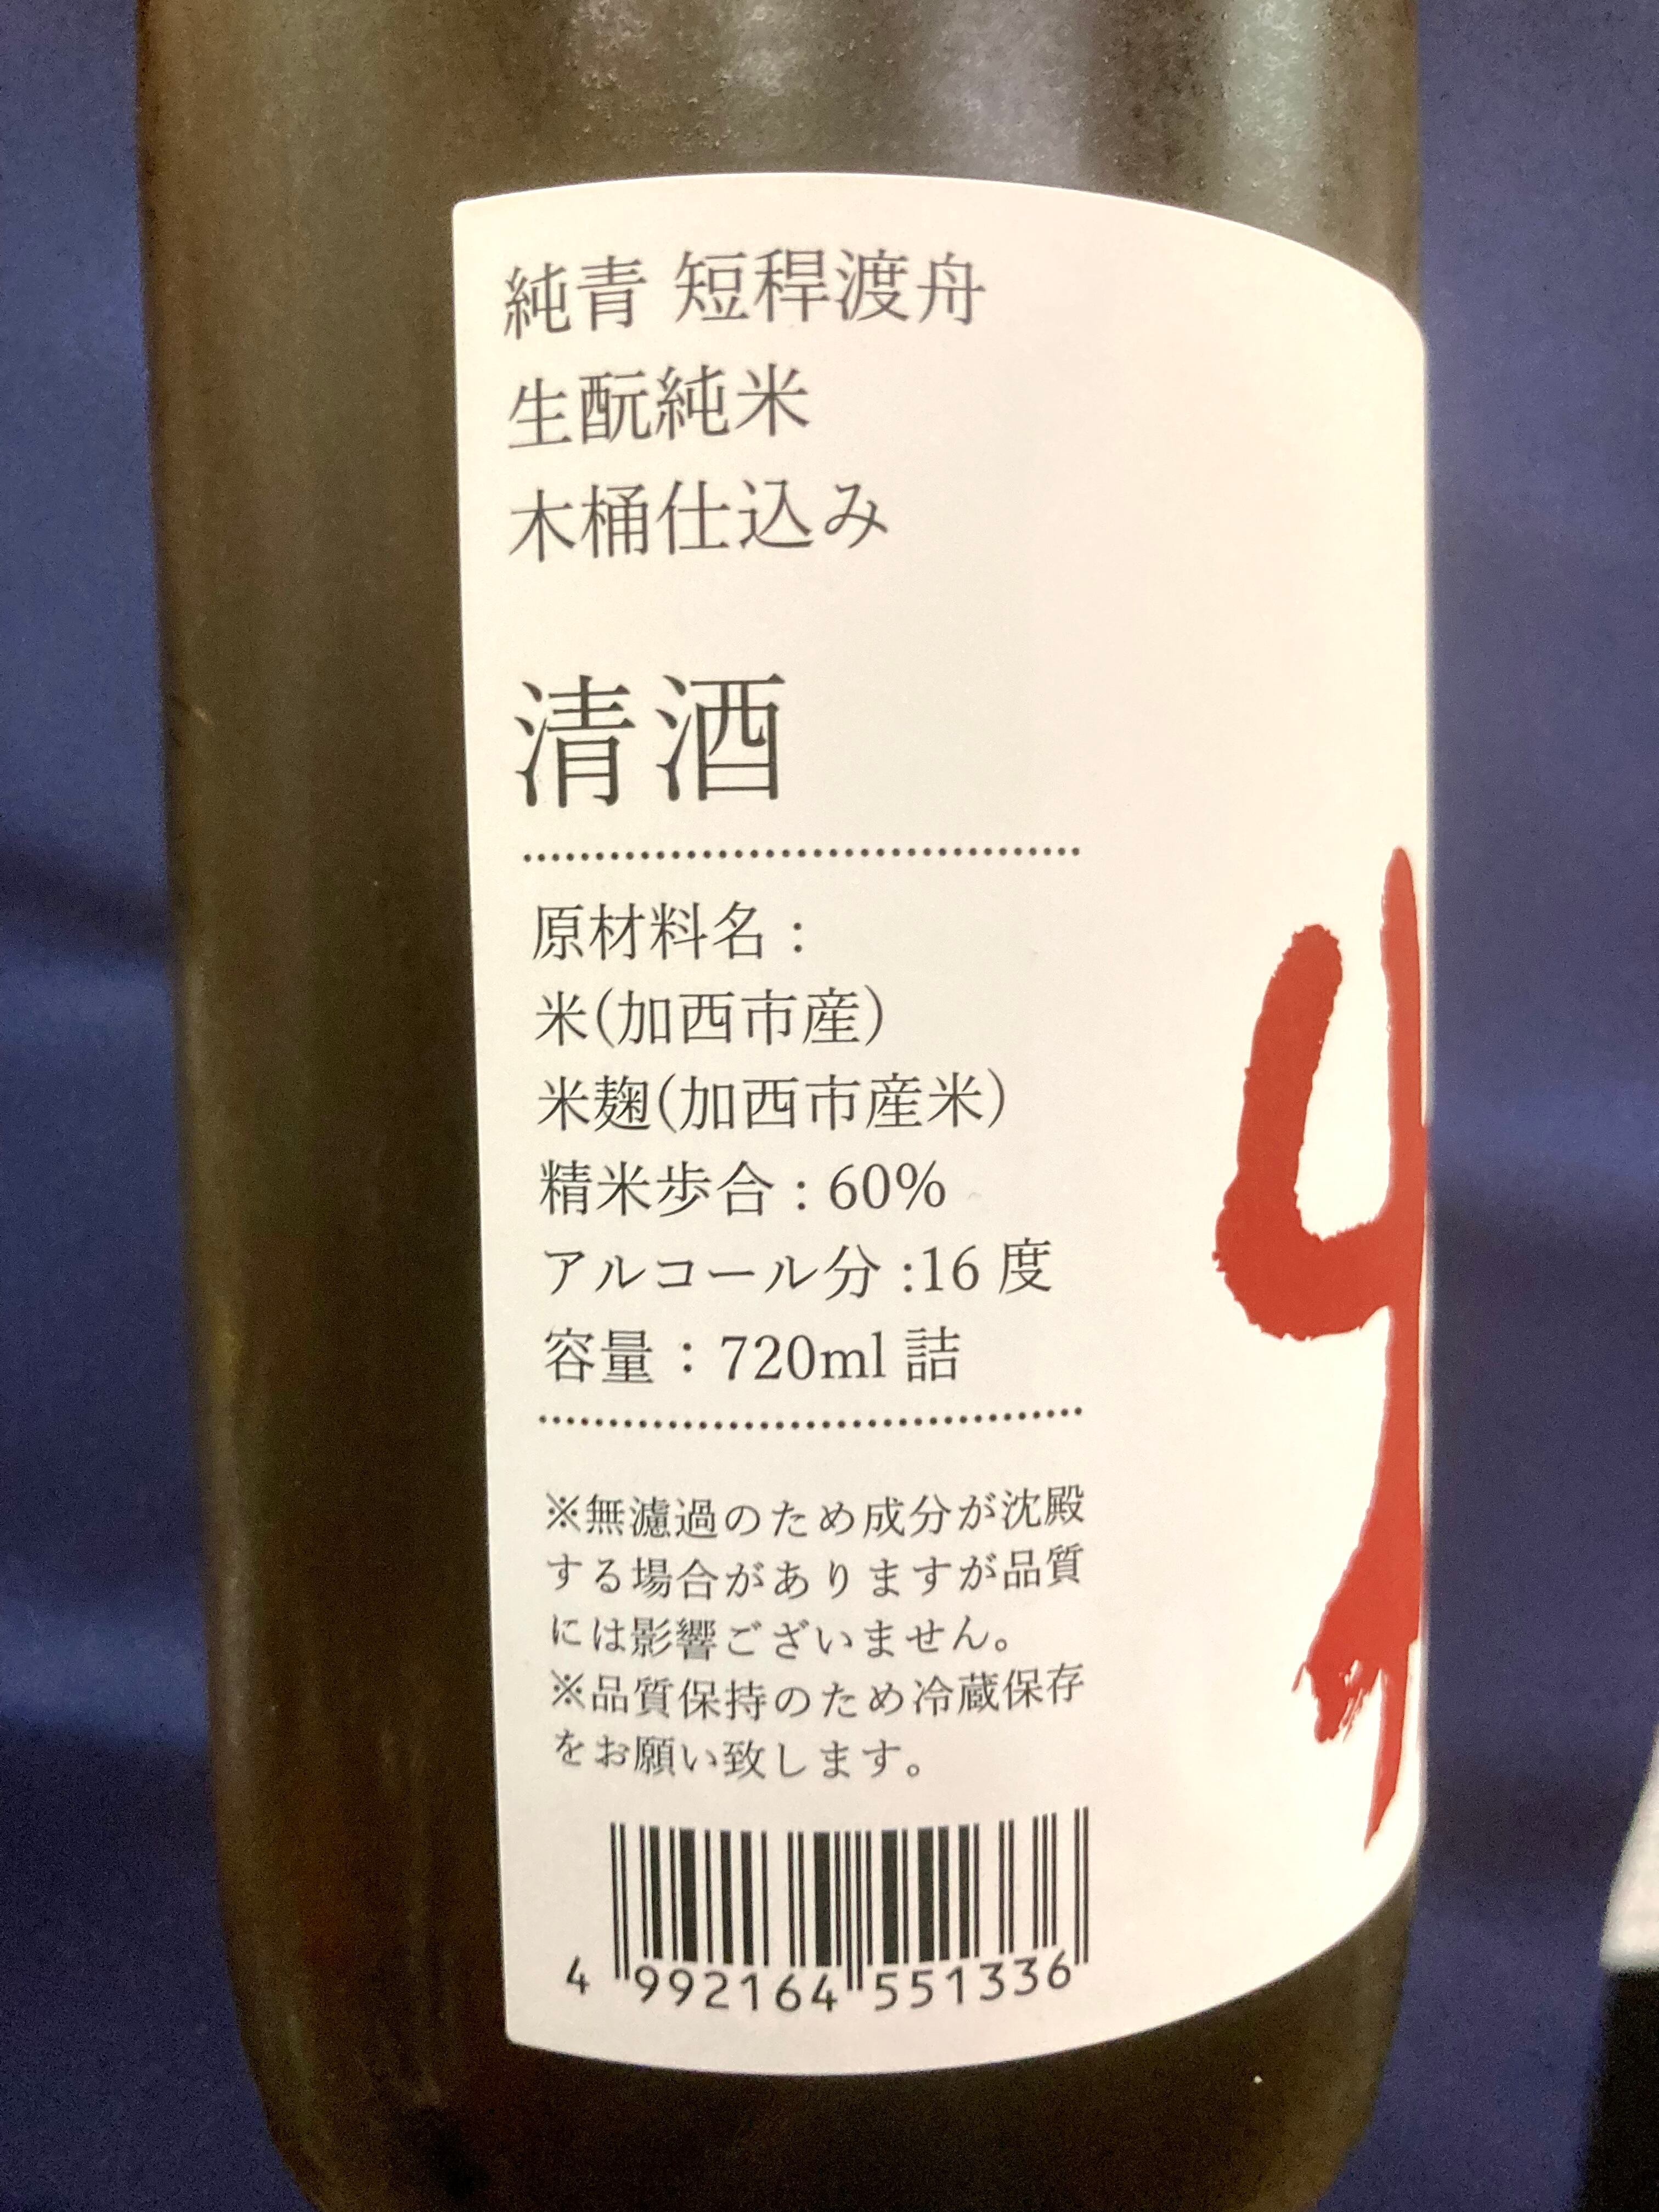 純青 短稈渡舟
生酛純米
木桶仕込み
清酒
原材料名：
米(加西市産)
米麹(加西市産米)
精米歩合：60%
アルコール分：16度
容量：720ml詰
※無濾過のため成分が沈殿
する場合がありますが品質
には影響ございません。
※品質保持のため冷蔵保存
をお願い致します。
4 992164 551336